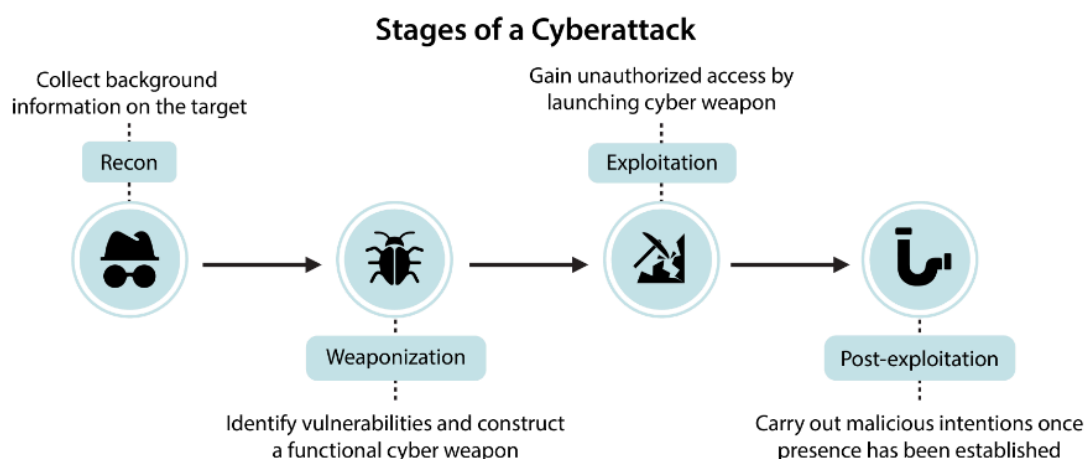 Stages of a Cyberattack
Collect background
information on the target
Recon
Weaponization
Identify vulnerabilities and construct
a functional cyber weapon
Gain unauthorized access by
launching cyber weapon
Exploitation
Post-exploitation
Carry out malicious intentions once
presence has been established